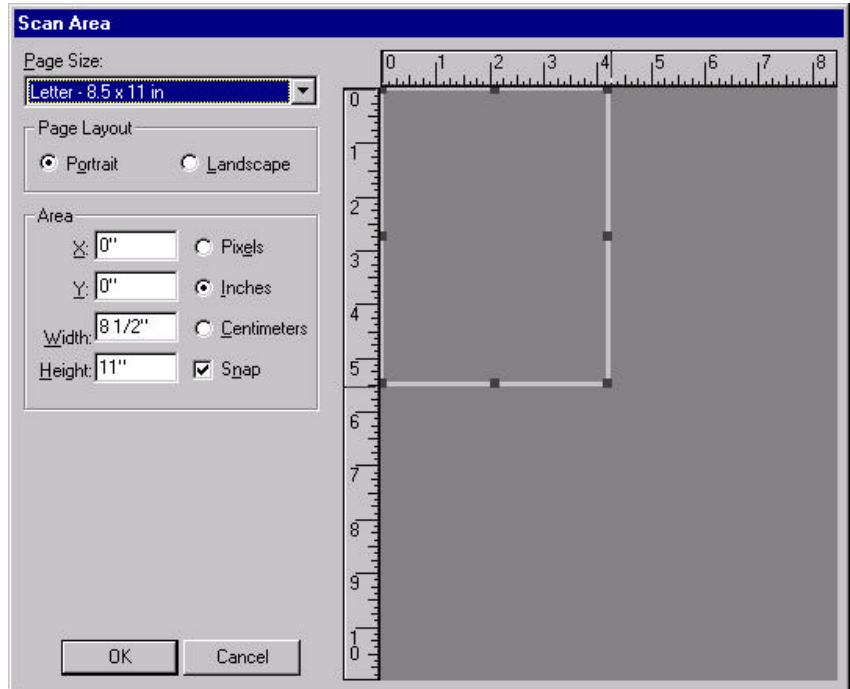 Scan Area
Page Size:
Letter - 8.5 x 11 in
Page Layout
Portrait Landscape
Area
X: 0" Pixels
Y: 0" Inches
Width: 8 1/2" Centimeters
Height: 11" Snap
OK Cancel
0 1 2 3 4 5 6 7 8
0
1
2
3
4
5
6
7
8
9
10